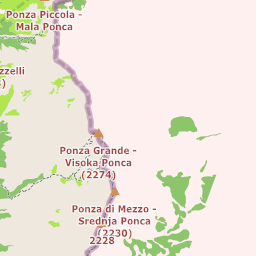 Ponza Piccola -
Mala Ponca
zzelli
Ponza Grande -
Visoka Ponca
(2274)
Ponza di Mezzo -
Srednja Ponca
(2230)
2228